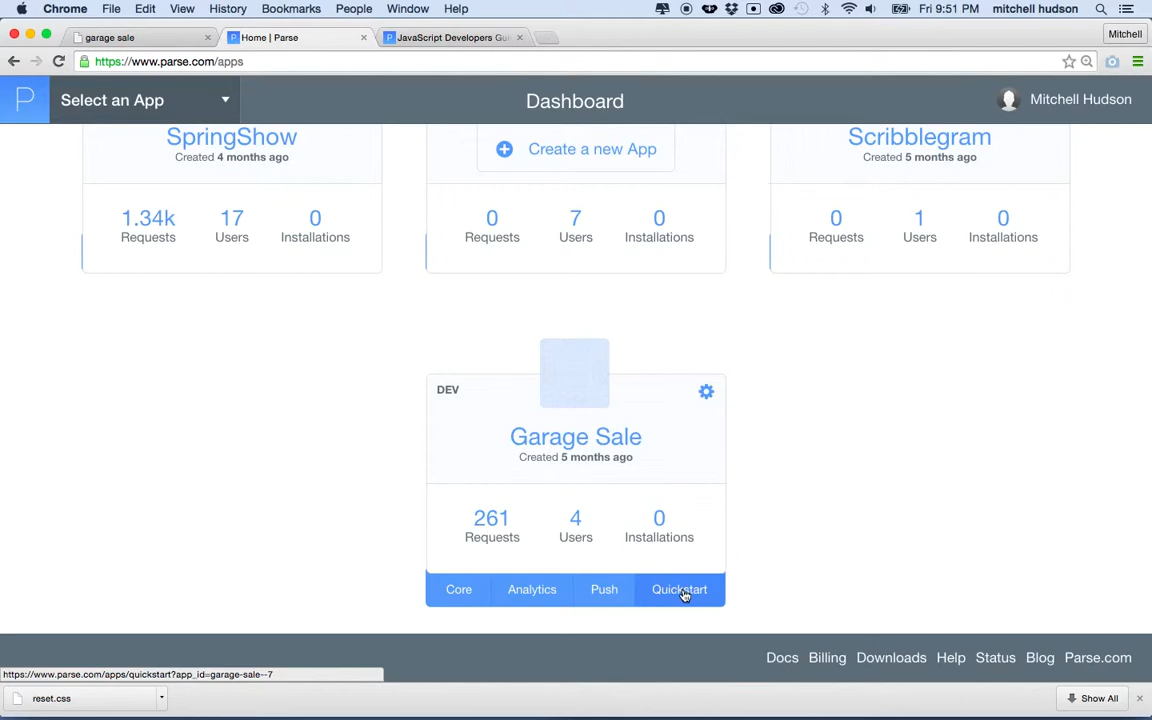 Chrome File Edit View History Bookmarks People Window Help Fri 9:51 PM mitchell hudson
garage sale Home | Parse JavaScript Developers Gui Mitchell
https://www.parse.com/apps
P Select an App Dashboard Mitchell Hudson
SpringShow
Created 4 months ago
1.34k 17 0
Requests Users Installations
Create a new App
0 7 0
Requests Users Installations
Scribblegram
Created 5 months ago
0 1 0
Requests Users Installations
DEV
Garage Sale
Created 5 months ago
261 4 0
Requests Users Installations
Core Analytics Push Quickstart
Docs Billing Downloads Help Status Blog Parse.com
https://www.parse.com/apps/quickstart?app_id=garage-sale--7
reset.css Show All